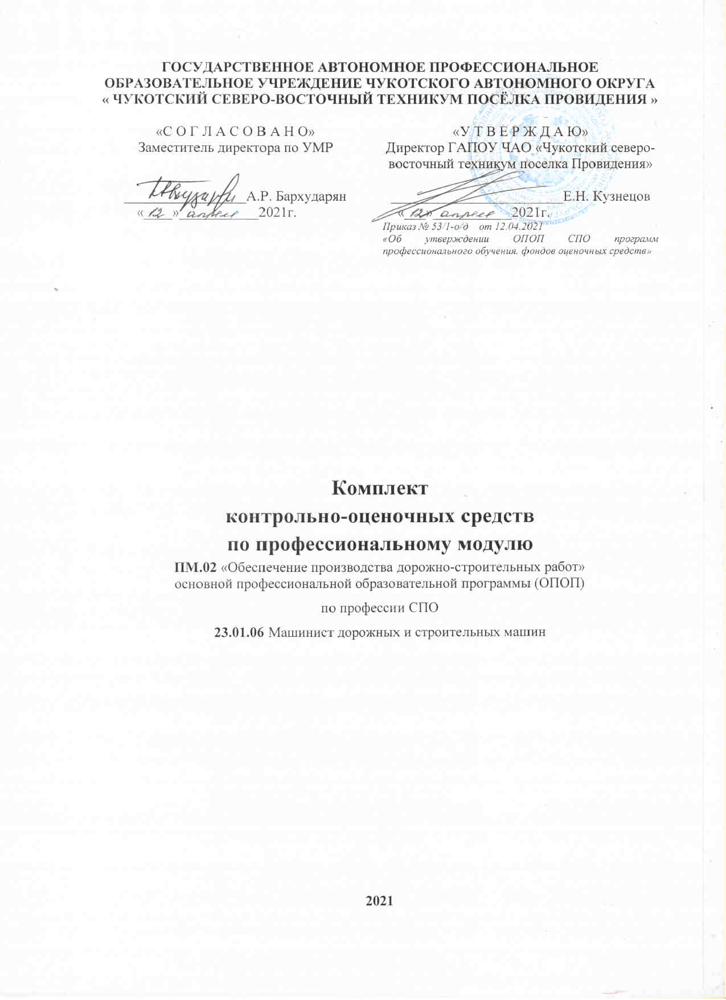 ГОСУДАРСТВЕННОЕ АВТОНОМНОЕ ПРОФЕССИОНАЛЬНОЕ
ОБРАЗОВАТЕЛЬНОЕ УЧРЕЖДЕНИЕ ЧУКОТСКОГО АВТОНОМНОГО ОКРУГА
« ЧУКОТСКИЙ СЕВЕРО-ВОСТОЧНЫЙ ТЕХНИКУМ ПОСЁЛКА ПРОВИДЕНИЯ »
«С О Г Л А С О В А Н О»
Заместитель директора по УМР
А.Р. Бархударян
«12» апреля 2021г.
«У Т В Е Р Ж Д А Ю»
Директор ГАПОУ ЧАО «Чукотский северо-
восточный техникум поселка Провидения»
Е.Н. Кузнецов
«12» апреля 2021г.
Приказ № 53/1-о/д от 12.04.2021
«Об утверждении ОПОП СПО программ
профессионального обучения. фондов оценочных средств»
Комплект
контрольно-оценочных средств
по профессиональному модулю
ПМ.02 «Обеспечение производства дорожно-строительных работ»
основной профессиональной образовательной программы (ОПОП)
по профессии СПО
23.01.06 Машинист дорожных и строительных машин
2021